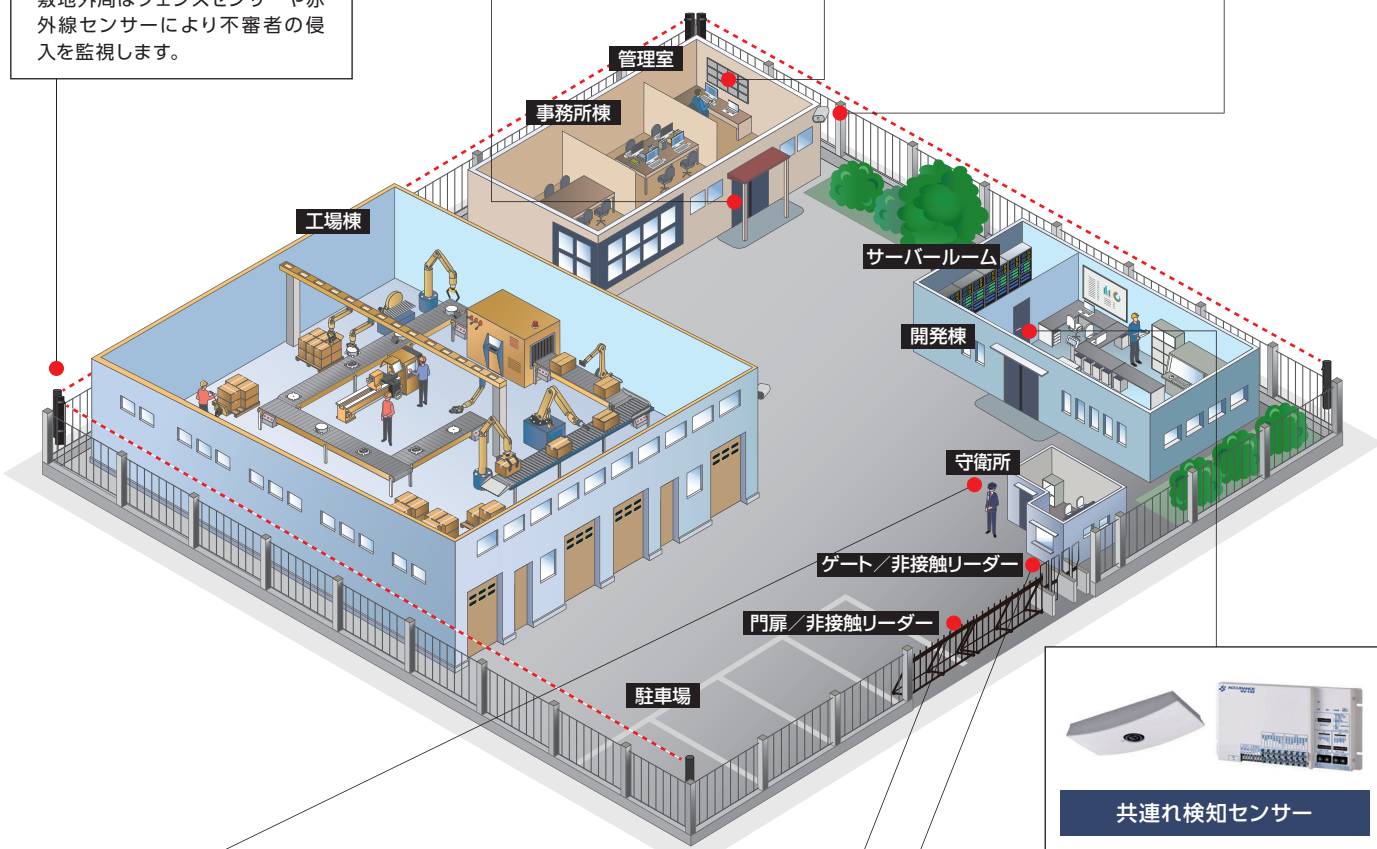 外線センサーにより不審者の侵
入を監視します。
管理室
事務所棟
工場棟
サーバールーム
開発棟
守衛所
ゲート／非接触リーダー
門扉／非接触リーダー
駐車場
共連れ検知センサー